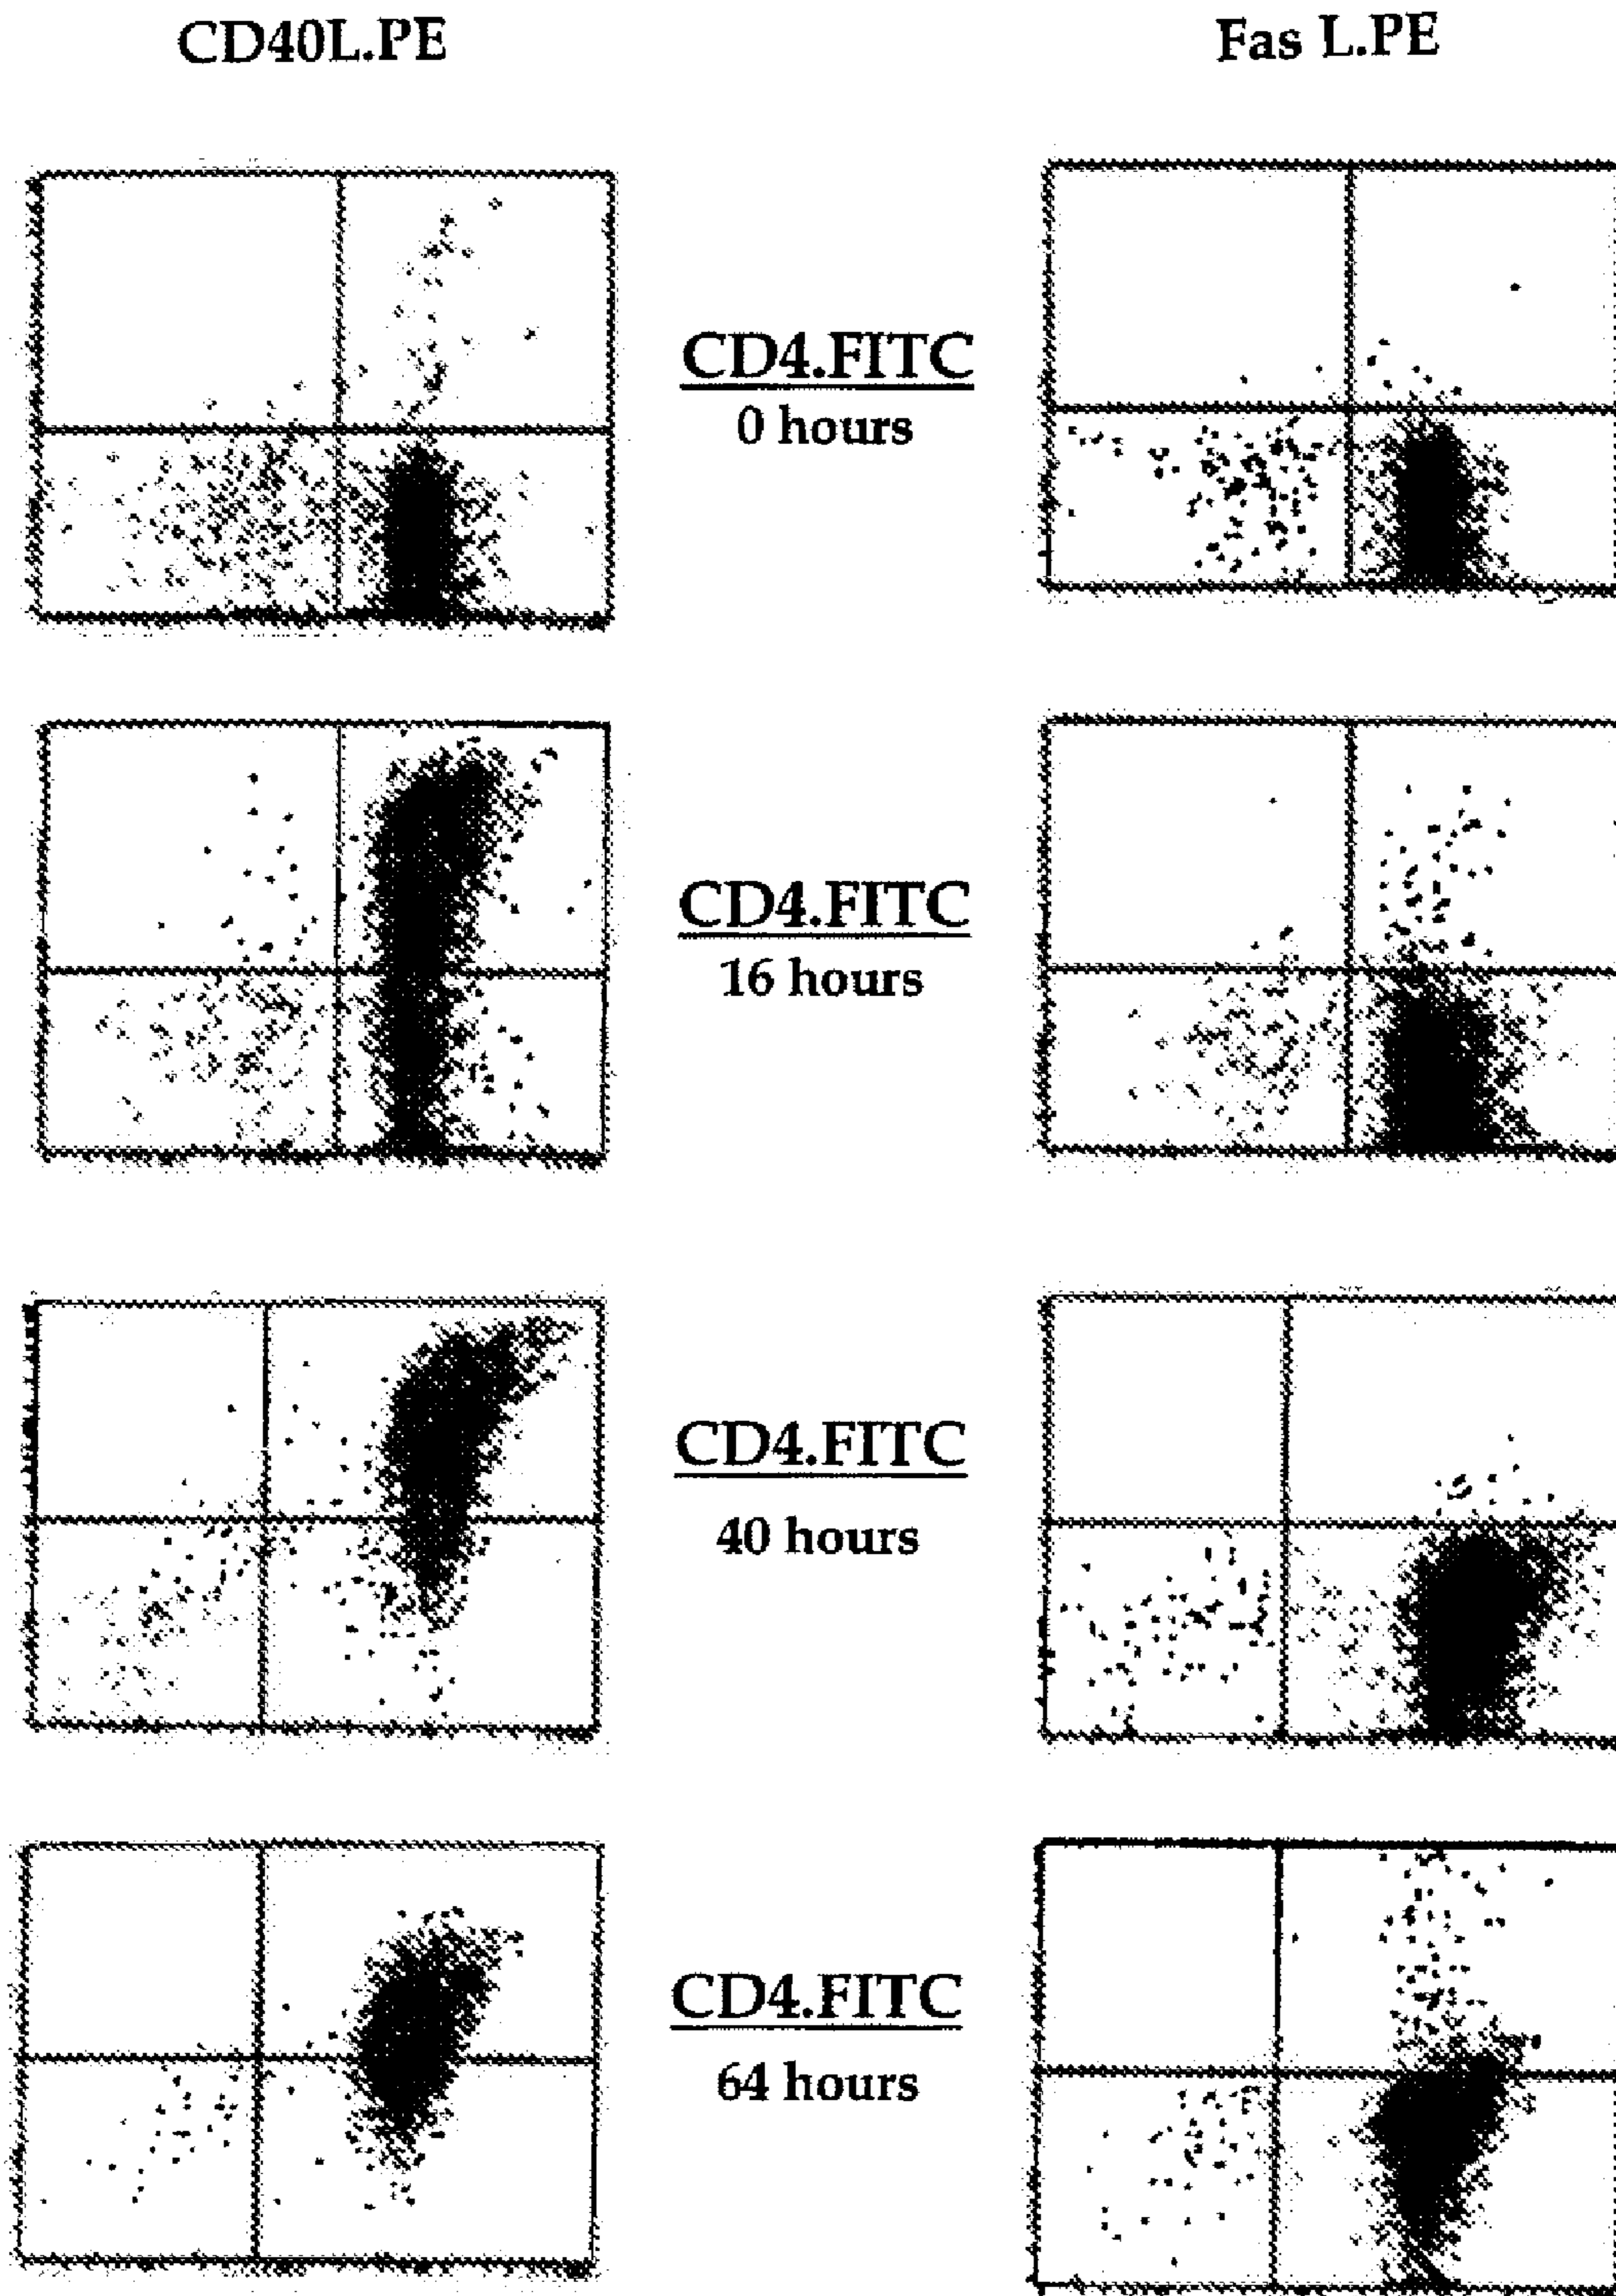 CD40L.PE
Fas L.PE
CD4.FITC
0 hours
CD4.FITC
16 hours
CD4.FITC
40 hours
CD4.FITC
64 hours